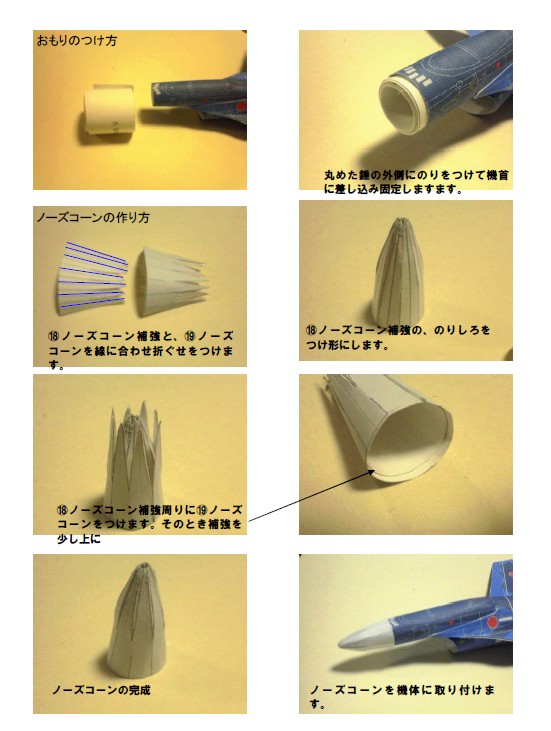 おもりのつけ方
丸めた錘の外側にのりをつけて機首
に差し込み固定しますます。
ノーズコーンの作り方
⑱ノーズコーン補強と、⑲ノーズ
コーンを線に合わせ折ぐせをつけま
す。
⑱ノーズコーン補強の、のりしろを
つけ形にします。
⑱ノーズコーン補強周りに⑲ノーズ
コーンをつけます。そのとき補強を
少し上に
ノーズコーンの完成
ノーズコーンを機体に取り付けま
す。